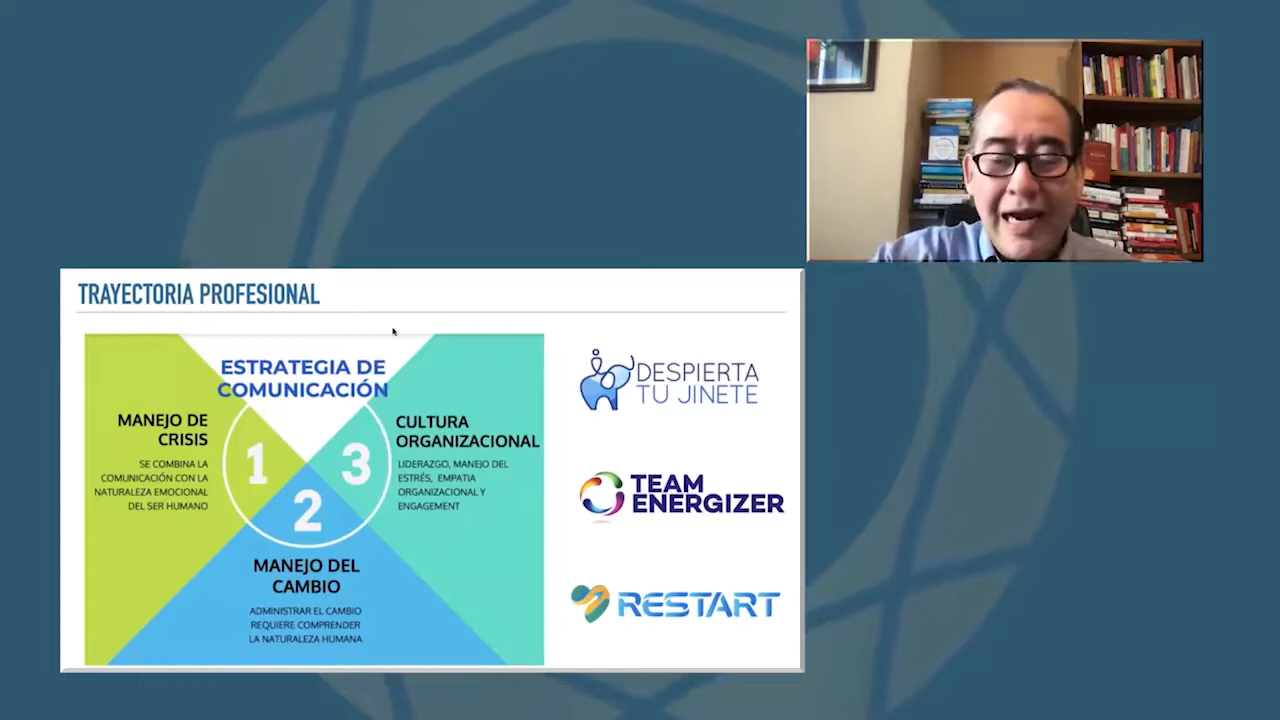 TRAYECTORIA PROFESIONAL
ESTRATEGIA DE
COMUNICACIÓN
MANEJO DE
CRISIS
SE COMBINA LA
COMUNICACIÓN CON LA
NATURALEZA EMOCIONAL
DEL SER HUMANO
1
2
3
CULTURA
ORGANIZACIONAL
LIDERAZGO, MANEJO DEL
ESTRÉS, EMPATIA
ORGANIZACIONAL Y
ENGAGEMENT
MANEJO DEL
CAMBIO
ADMINISTRAR EL CAMBIO
REQUIERE COMPRENDER
LA NATURALEZA HUMANA
DESPIERTA
TU JINETE
TEAM
ENERGIZER
RESTART